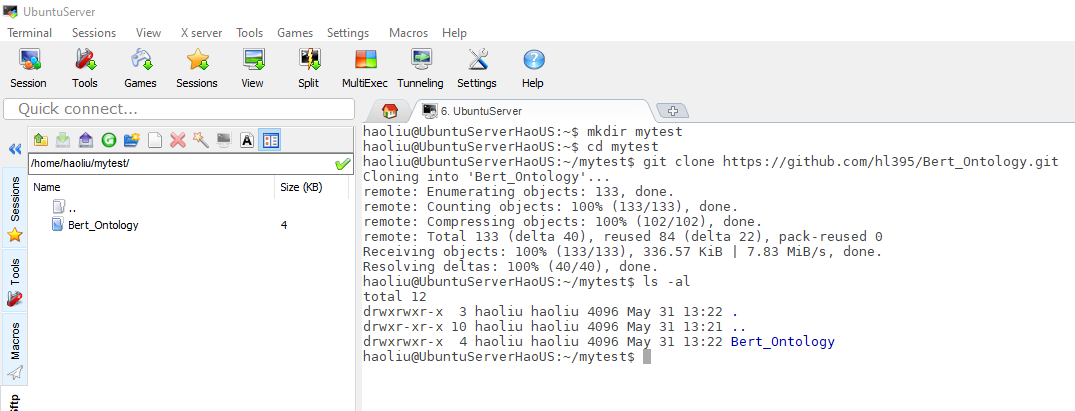 UbuntuServer
Terminal Sessions View X server Tools Games Settings Macros Help
Session Tools Games Sessions View Split MultiExec Tunneling Settings Help
Quick connect...
6. UbuntuServer
/home/haoliu/mytest/
Name Size (KB)
..
Bert_Ontology 4
Sessions
Tools
Macros
Sftp
haoliu@UbuntuServerHaoUS:~$ mkdir mytest
haoliu@UbuntuServerHaoUS:~$ cd mytest
haoliu@UbuntuServerHaoUS:~/mytest$ git clone https://github.com/hl395/Bert_Ontology.git
Cloning into 'Bert_Ontology'...
remote: Enumerating objects: 133, done.
remote: Counting objects: 100% (133/133), done.
remote: Compressing objects: 100% (102/102), done.
remote: Total 133 (delta 40), reused 84 (delta 22), pack-reused 0
Receiving objects: 100% (133/133), 336.57 KiB | 7.83 MiB/s, done.
Resolving deltas: 100% (40/40), done.
haoliu@UbuntuServerHaoUS:~/mytest$ ls -al
total 12
drwxrwxr-x  3 haoliu haoliu 4096 May 31 13:22 .
drwxr-xr-x 10 haoliu haoliu 4096 May 31 13:21 ..
drwxrwxr-x  4 haoliu haoliu 4096 May 31 13:22 Bert_Ontology
haoliu@UbuntuServerHaoUS:~/mytest$